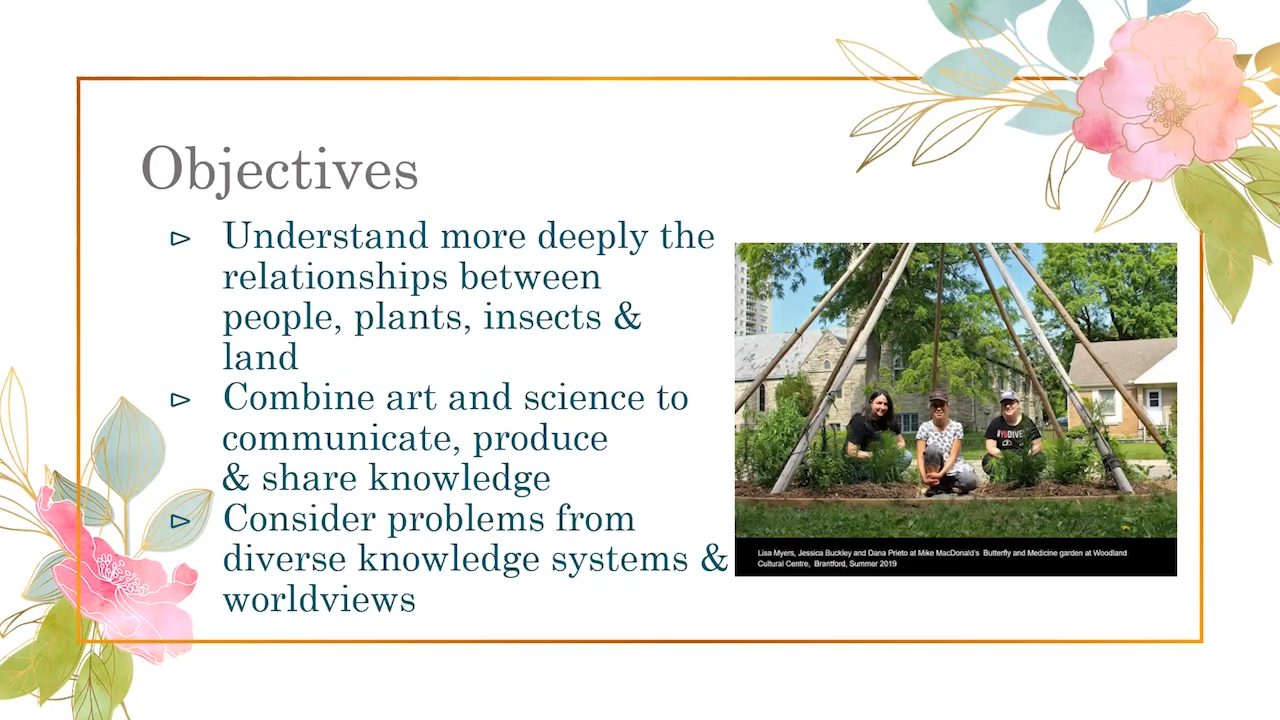 Objectives
▻ Understand more deeply the
relationships between
people, plants, insects &
land
▻ Combine art and science to
communicate, produce
& share knowledge
▻ Consider problems from
diverse knowledge systems &
worldviews
Lisa Myers, Jessica Buckley and Dana Prieto at Mike MacDonald's Butterfly and Medicine garden at Woodland
Cultural Centre, Brantford, Summer 2019